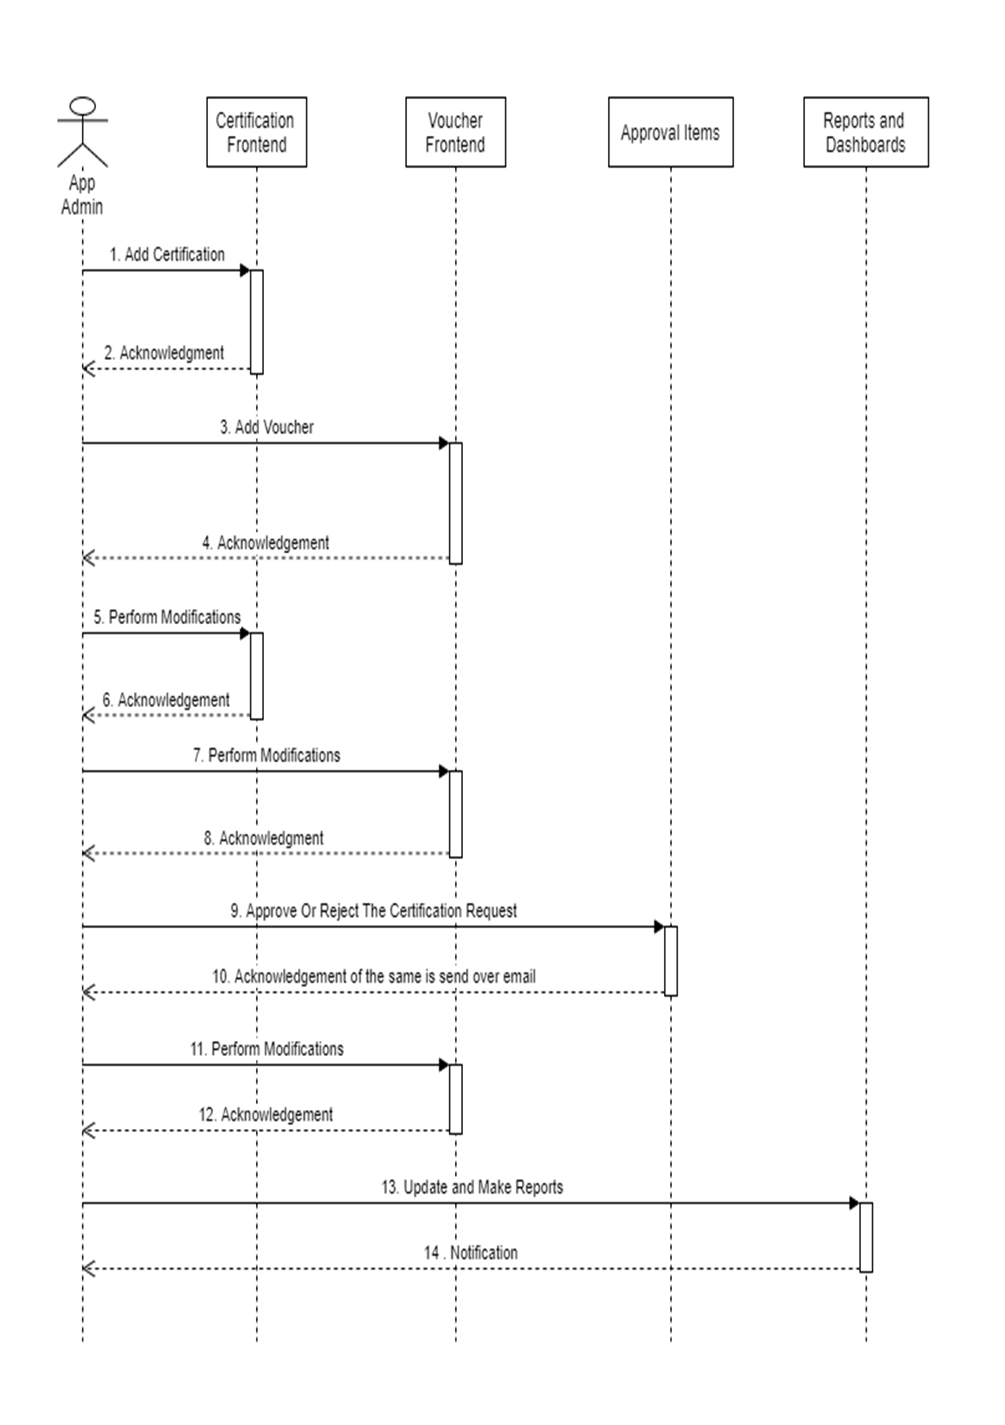 Certification
Frontend
Voucher
Frontend
Approval Items
Reports and
Dashboards
App
Admin
1. Add Certification
2. Acknowledgment
3. Add Voucher
4. Acknowledgement
5. Perform Modifications
6. Acknowledgement
7. Perform Modifications
8. Acknowledgment
9. Approve Or Reject The Certification Request
10. Acknowledgement of the same is send over email
11. Perform Modifications
12. Acknowledgement
13. Update and Make Reports
14 . Notification